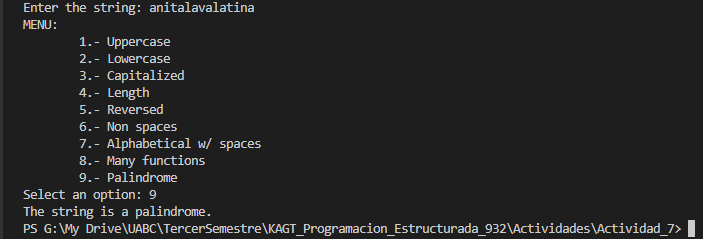 Enter the string: anitalavalatina
MENU:
1.- Uppercase
2.- Lowercase
3.- Capitalized
4.- Length
5.- Reversed
6.- Non spaces
7.- Alphabetical w/ spaces
8.- Many functions
9.- Palindrome
Select an option: 9
The string is a palindrome.
PS G:\My Drive\UABC\TercerSemestre\KAGT_Programacion_Estructurada_932\Actividades\Actividad_7>